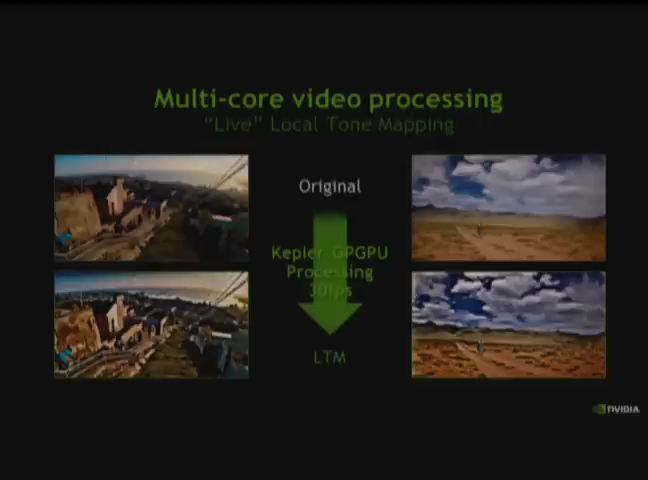 Multi-core video processing
“Live” Local Tone Mapping
Original
Kepler GPGPU
Processing
30fps
LTM
NVIDIA